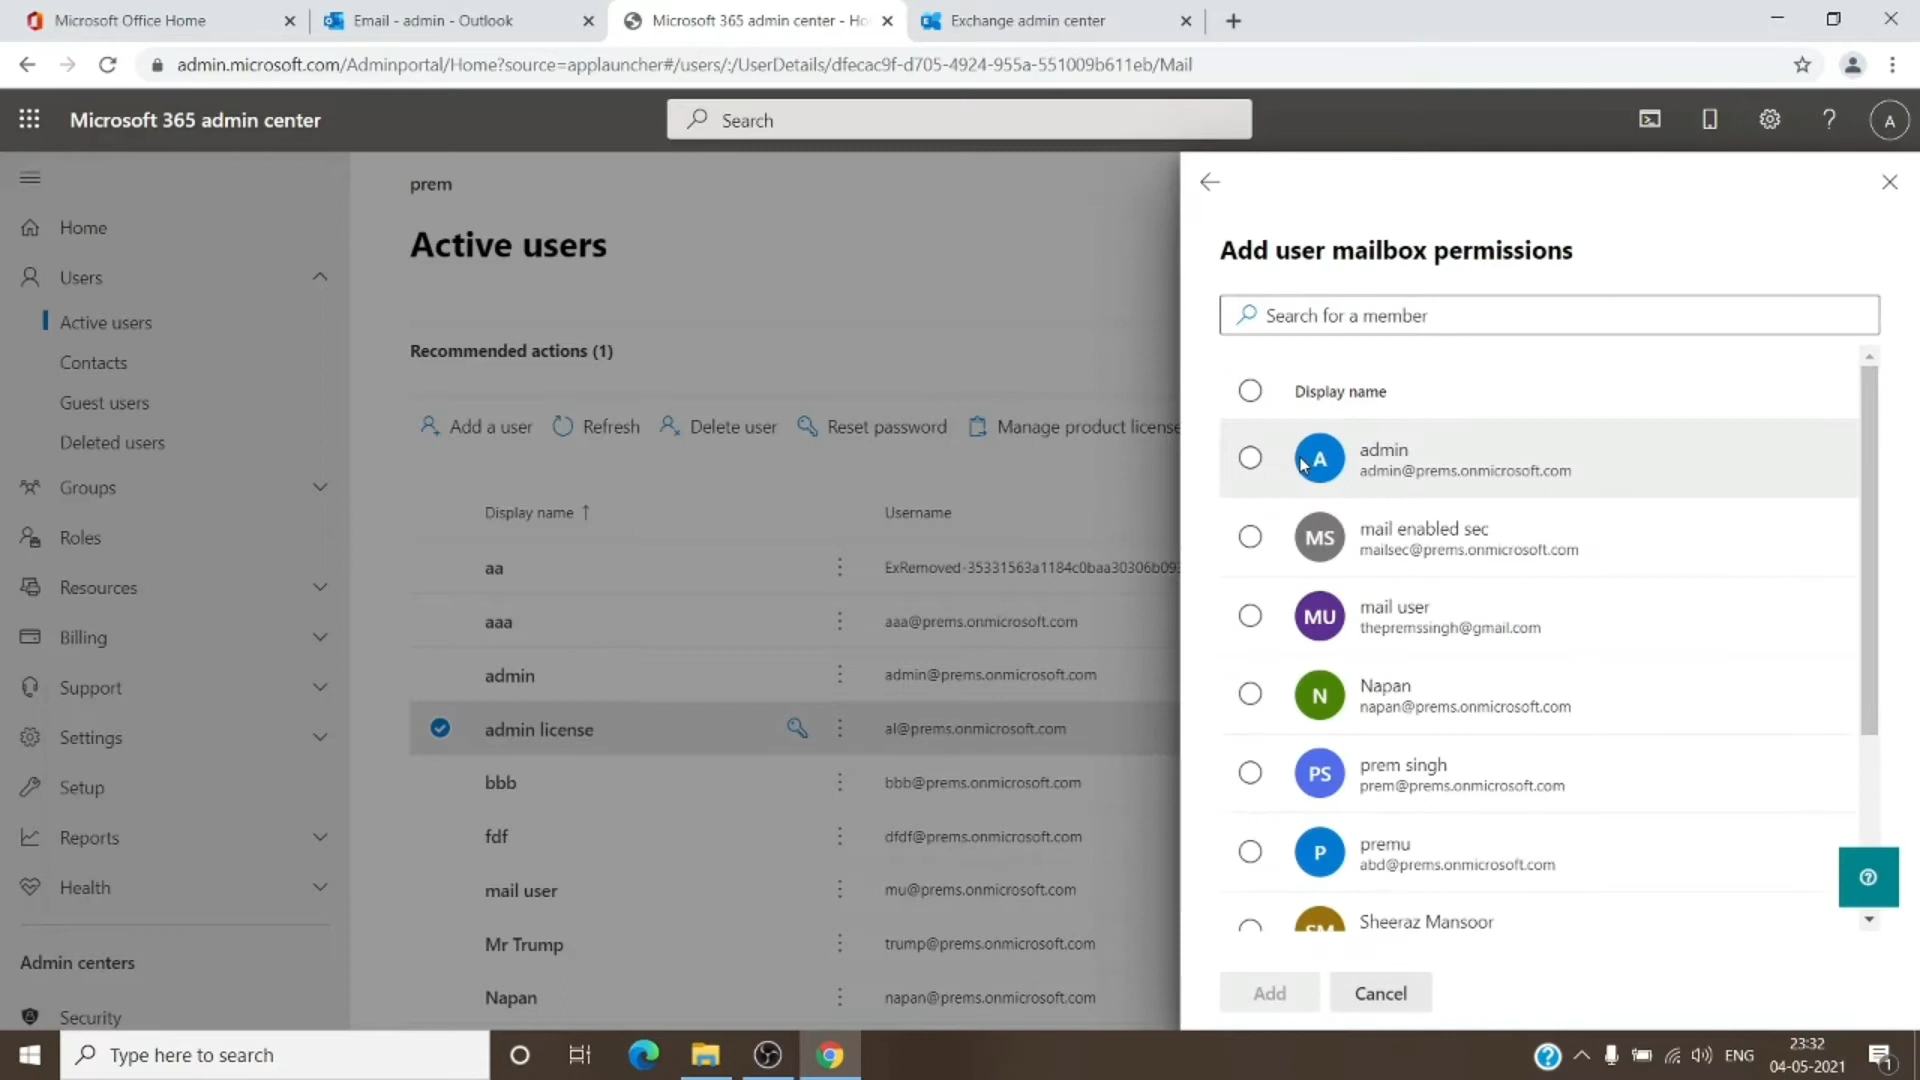 Microsoft Office Home
Email - admin - Outlook
Microsoft 365 admin center - Ho
Exchange admin center
admin.microsoft.com/Adminportal/Home?source=applauncher#/users/:/UserDetails/dfecac9f-d705-4924-955a-551009b611eb/Mail
Microsoft 365 admin center
Search
A
prem
Home
Users
Active users
Contacts
Guest users
Deleted users
Groups
Roles
Resources
Billing
Support
Settings
Setup
Reports
Health
Admin centers
Security
Active users
Recommended actions (1)
Add a user
Refresh
Delete user
Reset password
Manage product license
Display name ↑
Username
aa
ExRemoved-35331563a1184c0baa30306b093
aaa
aaa@prems.onmicrosoft.com
admin
admin@prems.onmicrosoft.com
admin license
al@prems.onmicrosoft.com
bbb
bbb@prems.onmicrosoft.com
fdf
dfdf@prems.onmicrosoft.com
mail user
mu@prems.onmicrosoft.com
Mr Trump
trump@prems.onmicrosoft.com
Napan
napan@prems.onmicrosoft.com
Add user mailbox permissions
Search for a member
Display name
A
admin
admin@prems.onmicrosoft.com
MS
mail enabled sec
mailsec@prems.onmicrosoft.com
MU
mail user
thepremssingh@gmail.com
N
Napan
napan@prems.onmicrosoft.com
PS
prem singh
prem@prems.onmicrosoft.com
P
premu
abd@prems.onmicrosoft.com
SM
Sheeraz Mansoor
Add
Cancel
Type here to search
ENG
23:32
04-05-2021
1